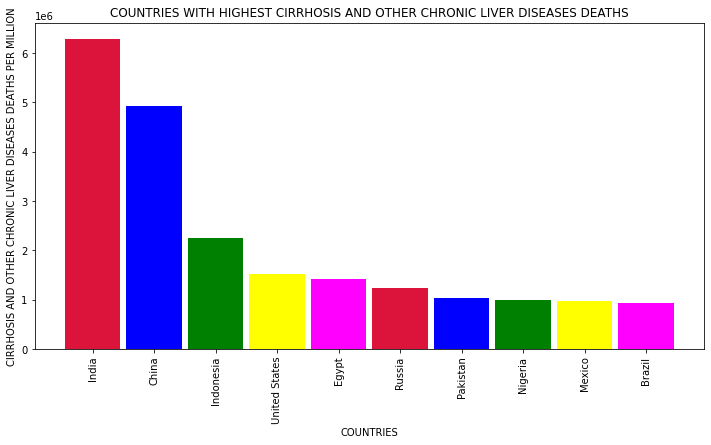 COUNTRIES WITH HIGHEST CIRRHOSIS AND OTHER CHRONIC LIVER DISEASES DEATHS
1e6
CIRRHOSIS AND OTHER CHRONIC LIVER DISEASES DEATHS PER MILLION
6
5
4
3
2
1
0
India
China
Indonesia
United States
Egypt
Russia
Pakistan
Nigeria
Mexico
Brazil
COUNTRIES